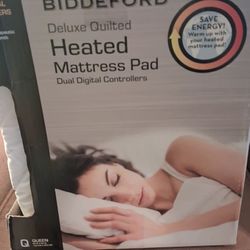 BIDDEFORD
Deluxe Quilted
Heated
Mattress Pad
Dual Digital Controllers
SAVE
ENERGY!
Warm up with
your heated
mattress pad!
Q QUEEN